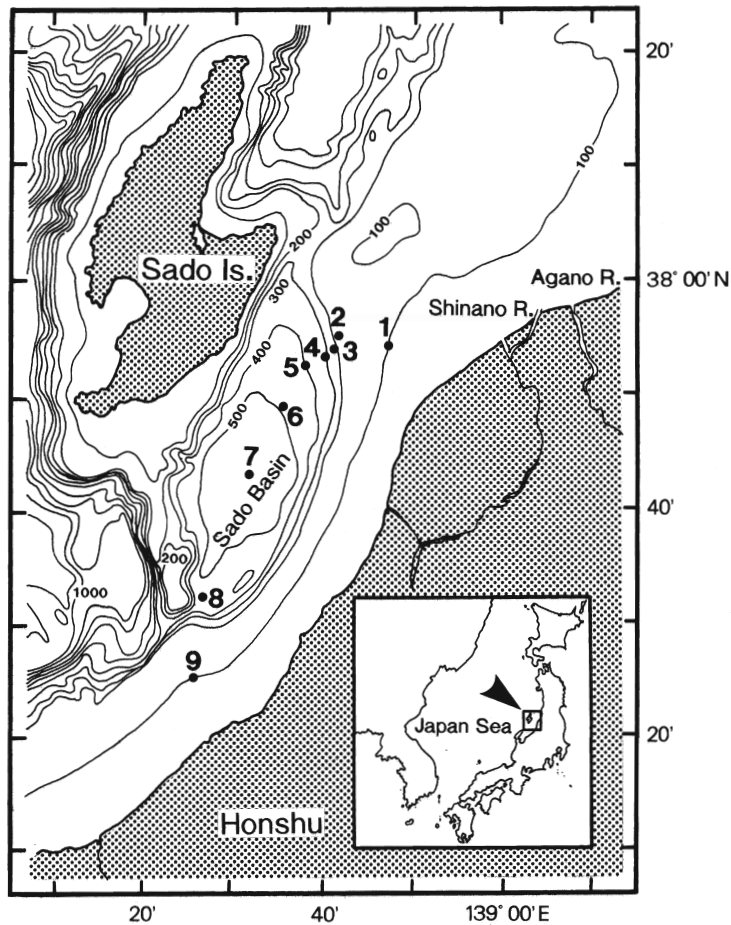 20'
100
100
200
Sado Is.
300
Agano R.
38° 00' N
Shinano R.
2
1
3
4
400
5
500
6
7
Sado Basin
40'
200
1000
8
9
Japan Sea
20'
Honshu
20'
40'
139° 00' E